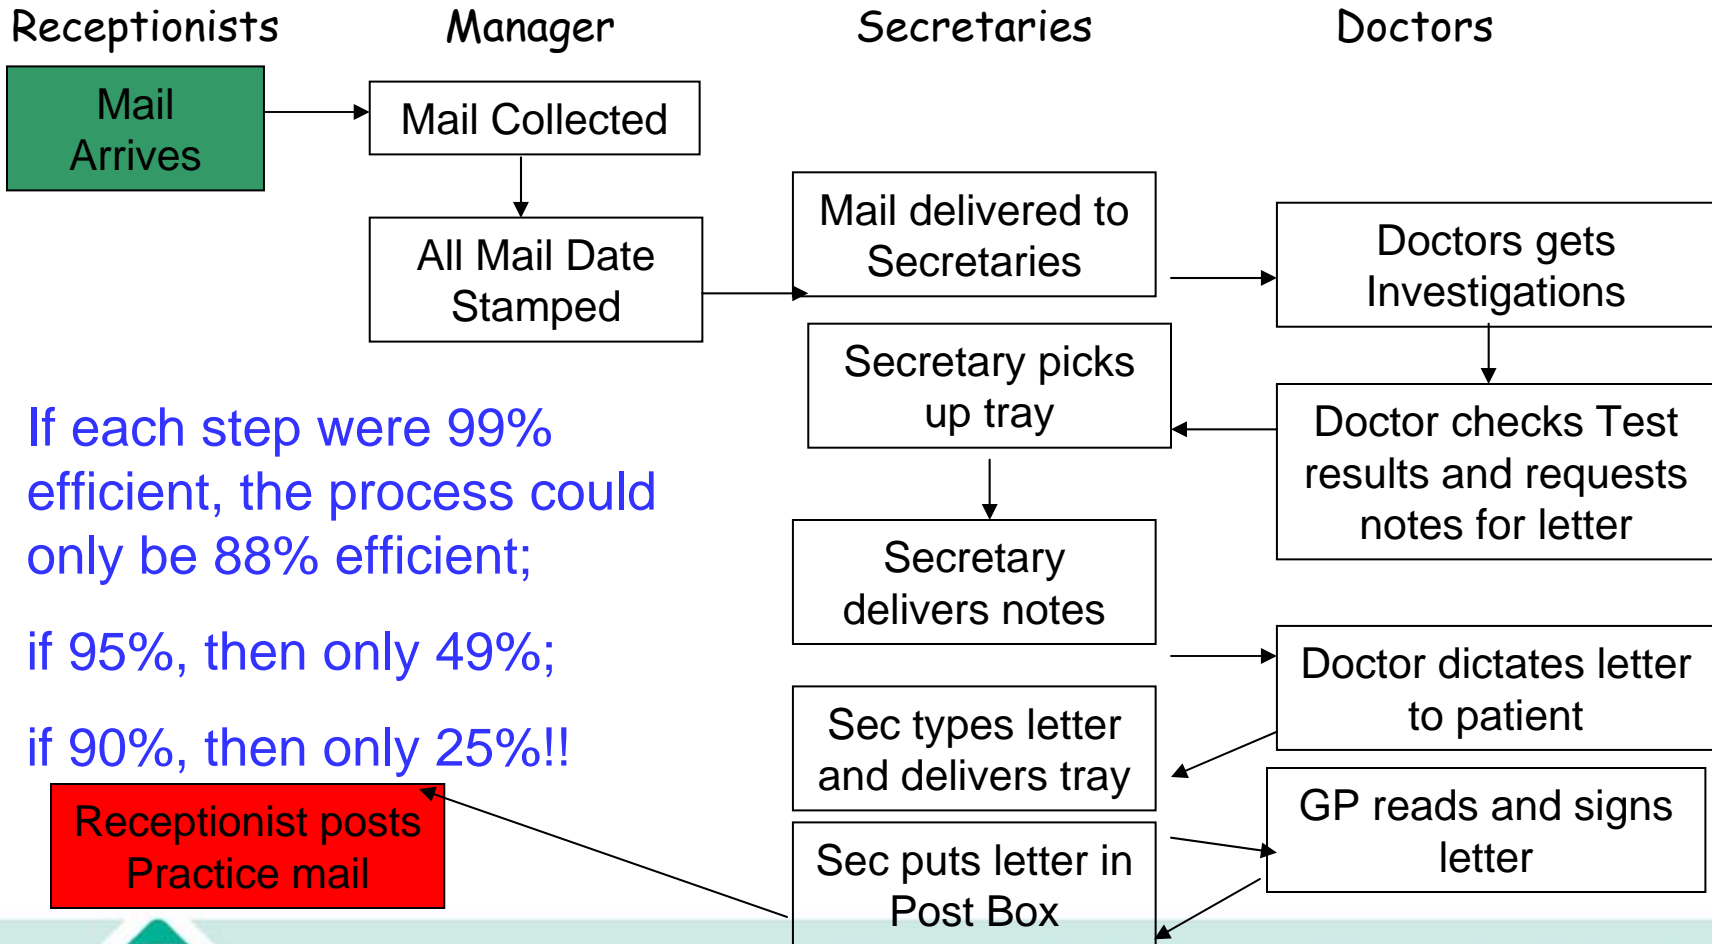 Receptionists
Manager
Secretaries
Doctors
Mail
Arrives
Mail Collected
All Mail Date
Stamped
Mail delivered to
Secretaries
Doctors gets
Investigations
Secretary picks
up tray
Doctor checks Test
results and requests
notes for letter
If each step were 99%
efficient, the process could
only be 88% efficient;
if 95%, then only 49%;
if 90%, then only 25%!!
Secretary
delivers notes
Doctor dictates letter
to patient
Sec types letter
and delivers tray
GP reads and signs
letter
Sec puts letter in
Post Box
Receptionist posts
Practice mail